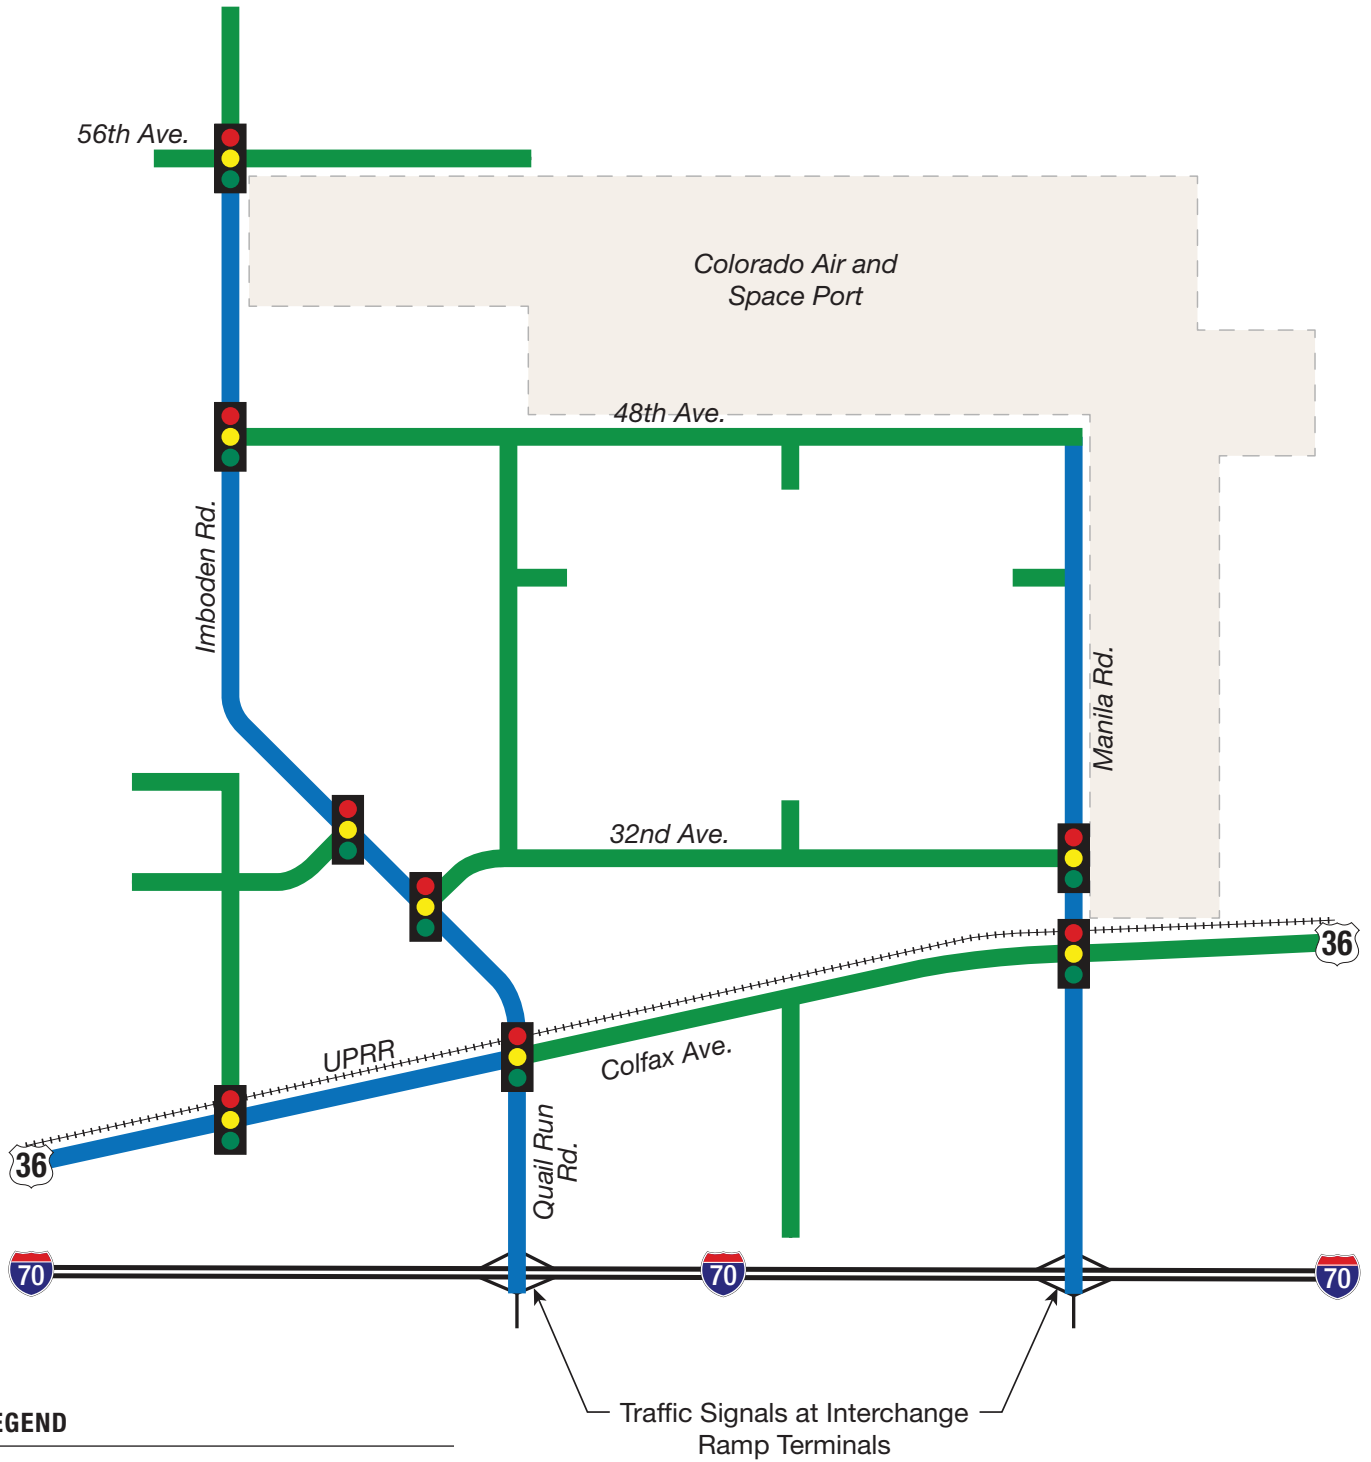 56th Ave.
Colorado Air and
Space Port
48th Ave.
Imboden Rd.
Manila Rd.
32nd Ave.
36
UPRR
Colfax Ave.
36
Quail Run
Rd.
70
70
70
Traffic Signals at Interchange
Ramp Terminals
EGEND